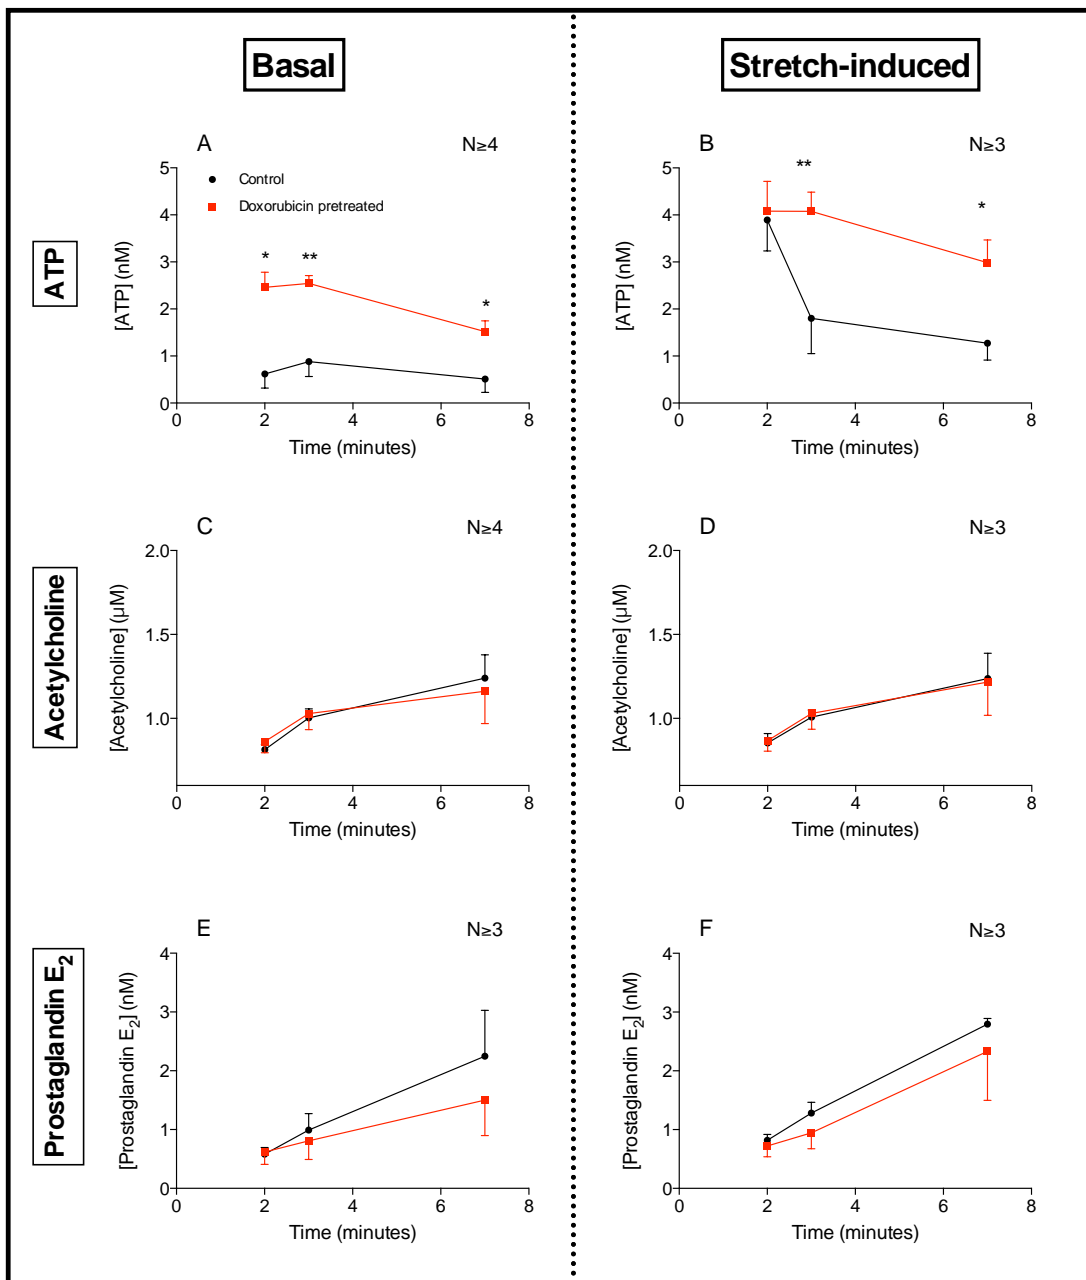 Basal
Stretch-induced
ATP
A
N≥4
Control
Doxorubicin pretreated
*
**
*
[ATP] (nM)
5
4
3
2
1
0
0
2
4
6
8
Time (minutes)
B
N≥3
**
*
[ATP] (nM)
5
4
3
2
1
0
0
2
4
6
8
Time (minutes)
Acetylcholine
C
N≥4
[Acetylcholine] (µM)
2.0
1.5
1.0
0
2
4
6
8
Time (minutes)
D
N≥3
[Acetylcholine] (µM)
2.0
1.5
1.0
0
2
4
6
8
Time (minutes)
Prostaglandin E2
E
N≥3
[Prostaglandin E2] (nM)
4
3
2
1
0
0
2
4
6
8
Time (minutes)
F
N≥3
[Prostaglandin E2] (nM)
4
3
2
1
0
0
2
4
6
8
Time (minutes)